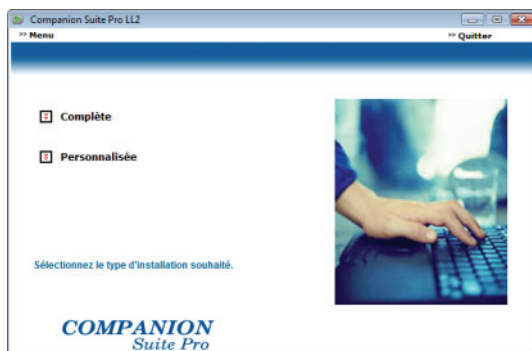 Companion Suite Pro LL2
>> Menu
>> Quitter
Complète
Personnalisée
Sélectionnez le type d'installation souhaité.
COMPANION
Suite Pro